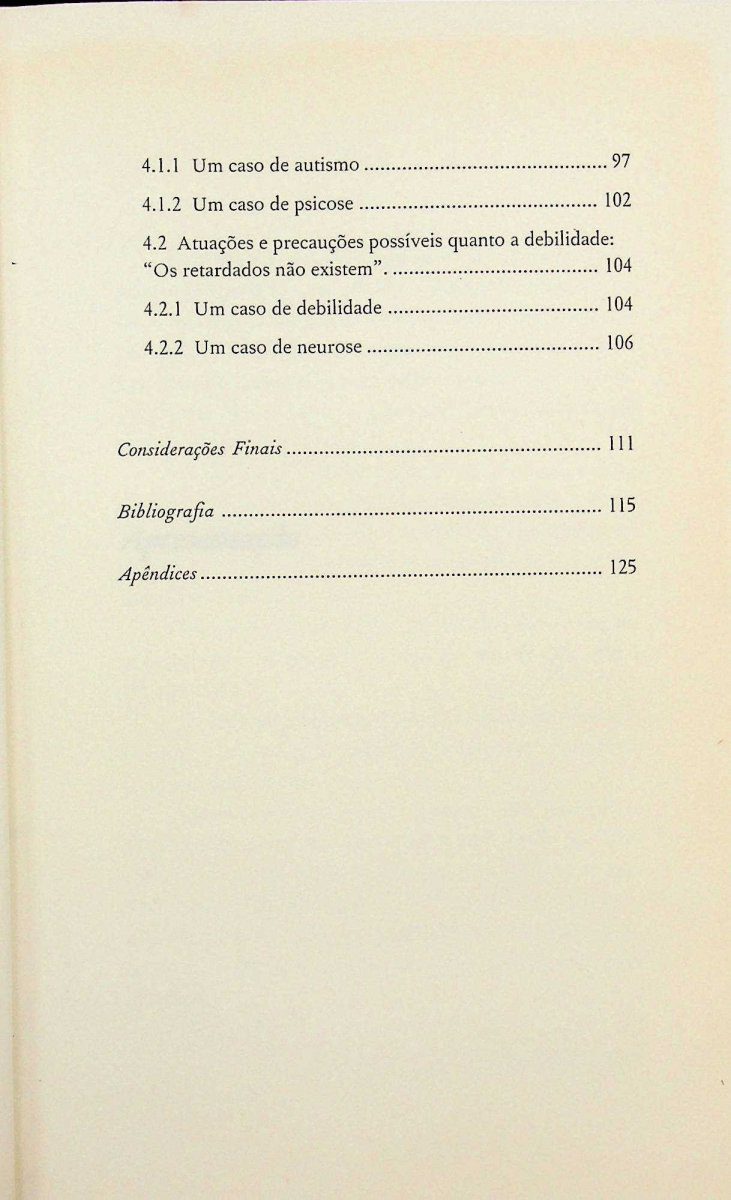 4.1.1 Um caso de autismo ............................................. 97
4.1.2 Um caso de psicose ............................................ 102
4.2 Atuações e precauções possíveis quanto a debilidade:
“Os retardados não existem”. ...................................... 104
4.2.1 Um caso de debilidade ....................................... 104
4.2.2 Um caso de neurose ........................................... 106
Considerações Finais .......................................................... 111
Bibliografia ...................................................................... 115
Apêndices .......................................................................... 125